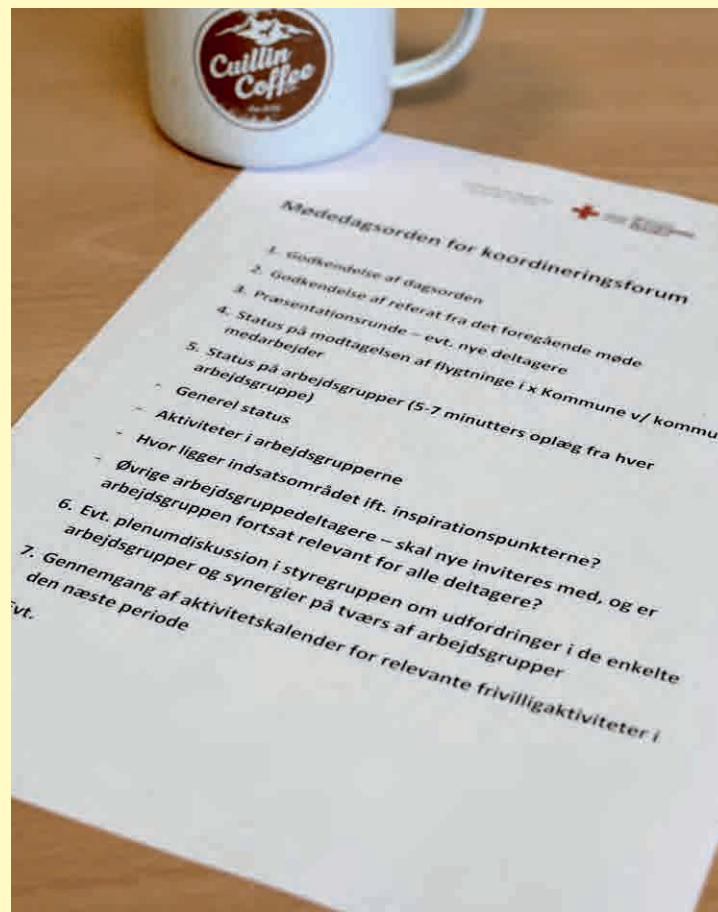 Cuillin
Coffee
Mødedagsorden for koordineringsforum
1. Godkendelse af dagsorden
2. Godkendelse af referat fra det foregående møde
3. Præsentationsrunde – evt. nye deltagere
4. Status på modtagelsen af flygtninge i x Kommune v/ kommu
medarbejder
5. Status på arbejdsgrupper (5-7 minutters oplæg fra hver
arbejdsgruppe)
- Generel status
- Aktiviteter i arbejdsgrupperne
- Hvor ligger indsatsområdet ift. inspirationspunkterne?
- Øvrige arbejdsgruppedeltagere – skal nye inviteres med, og er
arbejdsgruppen fortsat relevant for alle deltagere?
6. Evt. plenumdiskussion i styregruppen om udfordringer i de enkelte
arbejdsgrupper og synergier på tværs af arbejdsgrupper
7. Gennemgang af aktivitetskalender for relevante frivilligaktiviteter i
den næste periode
Evt.